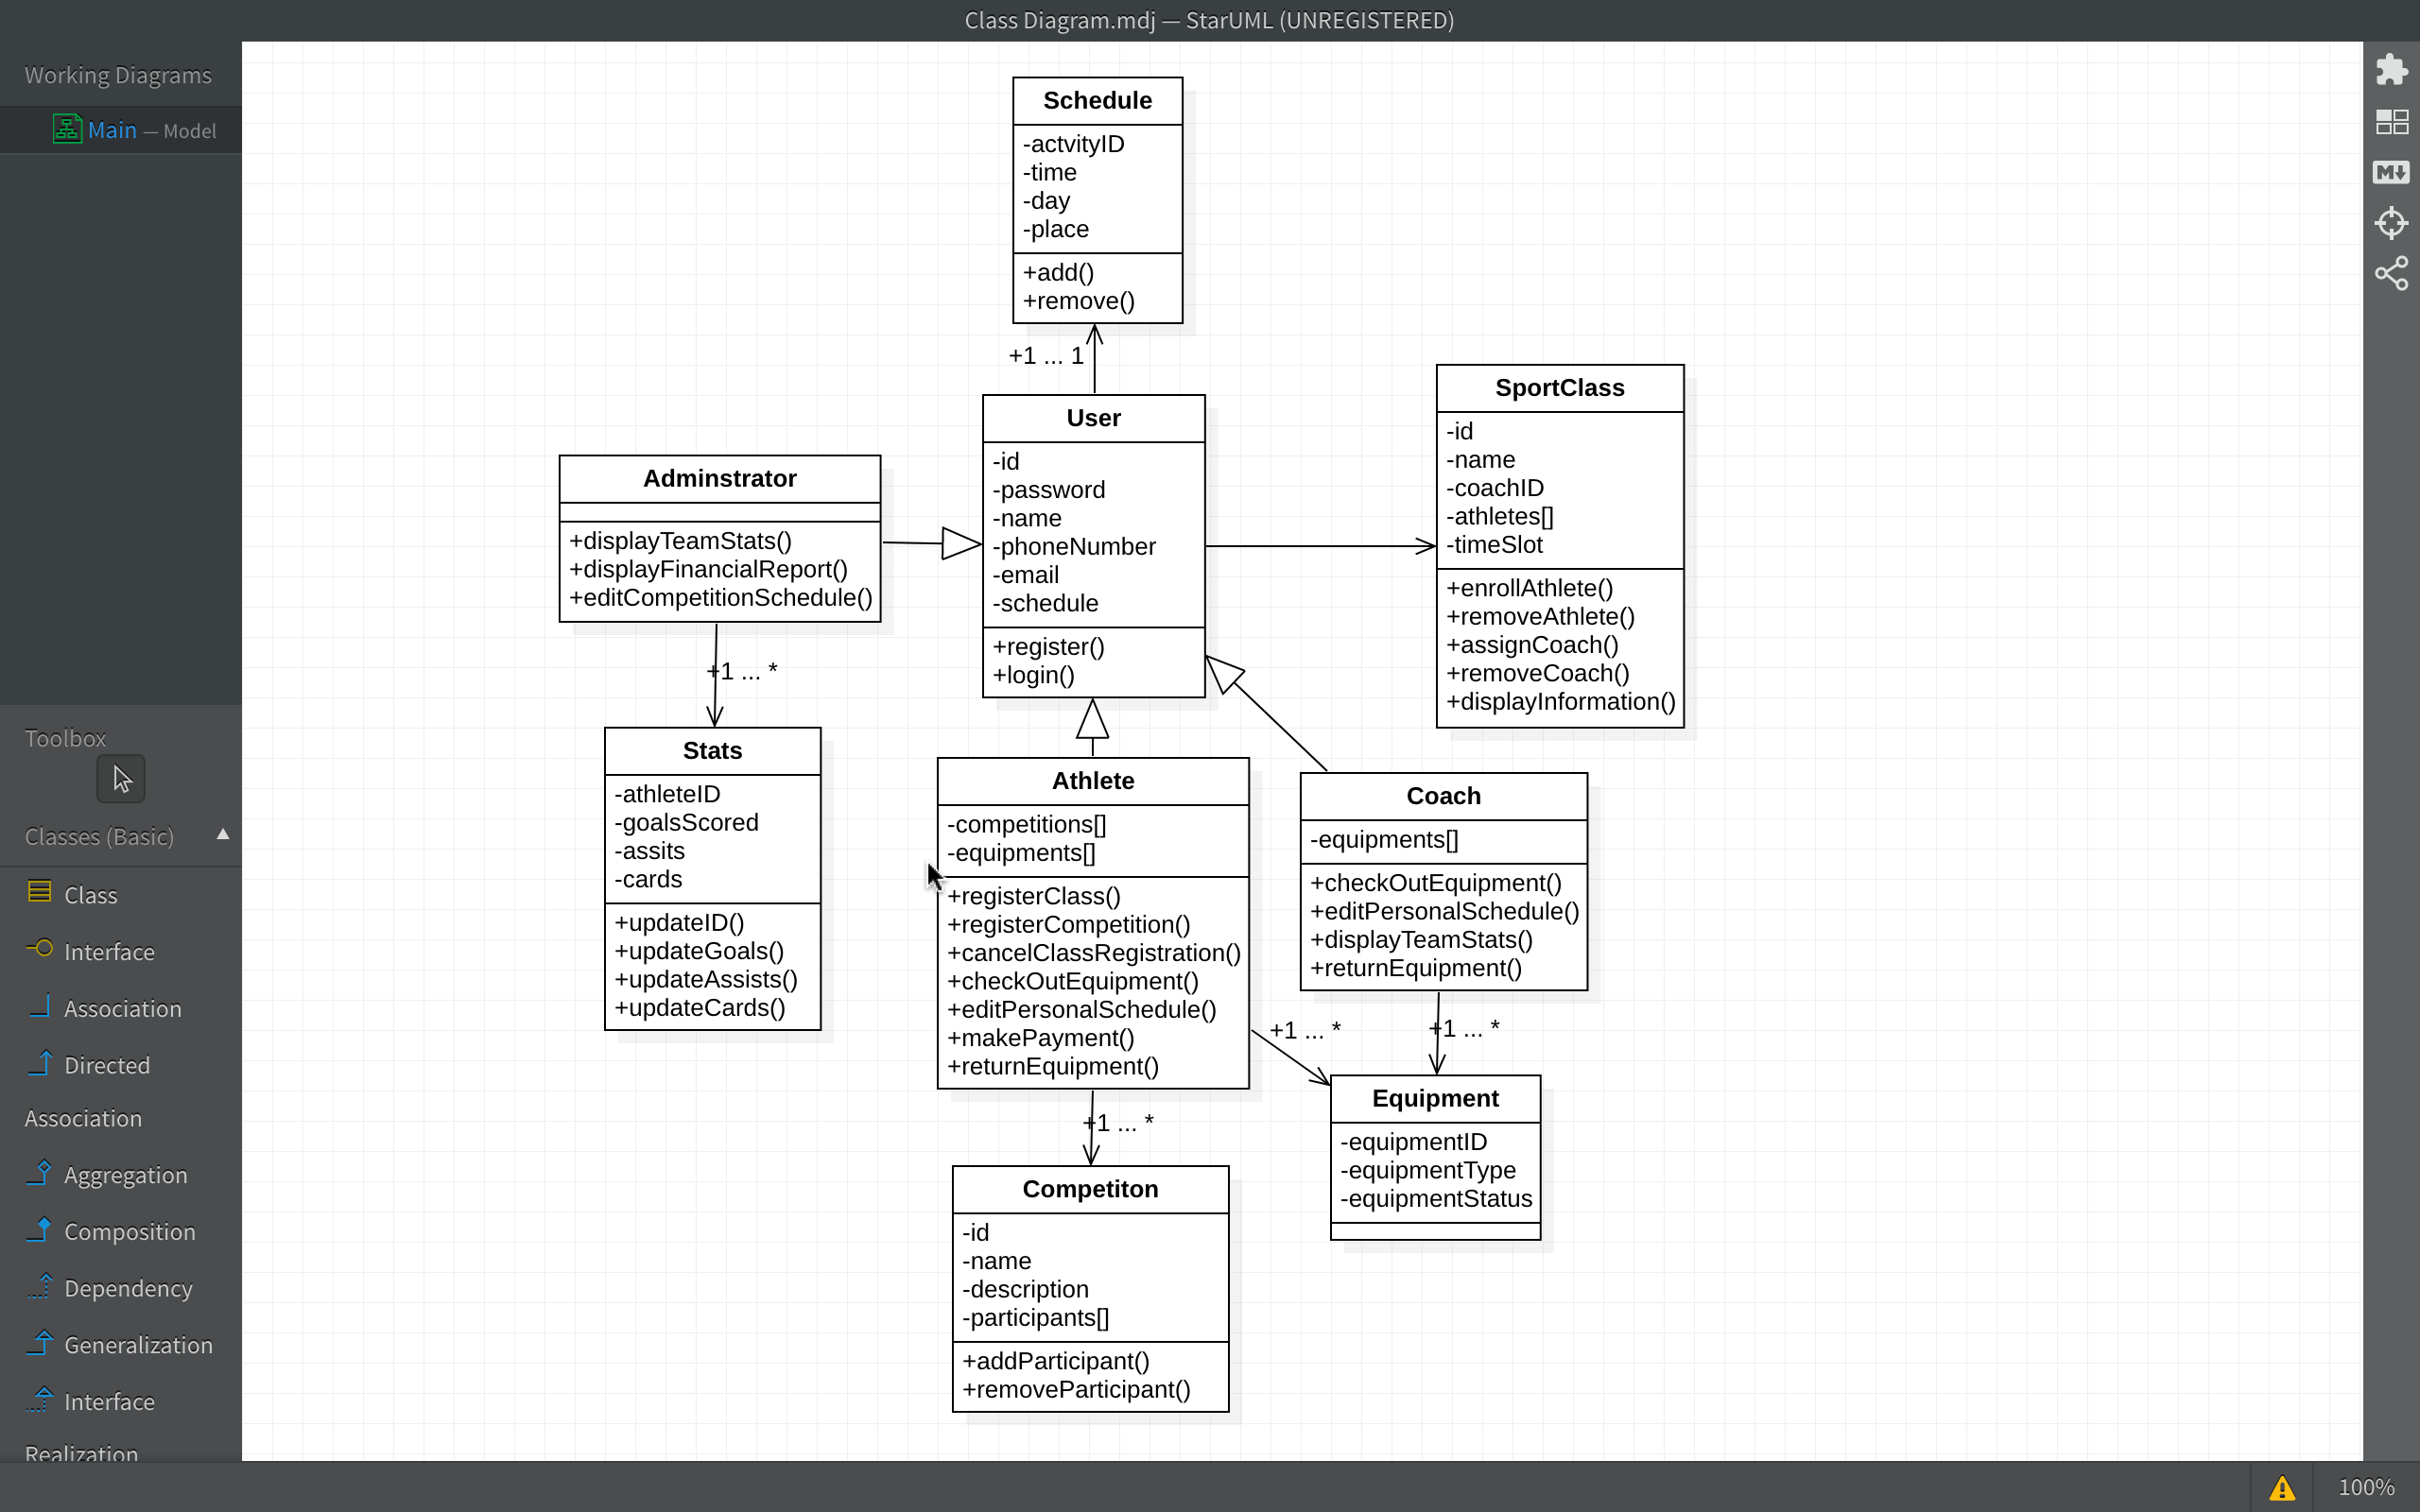 Class Diagram.mdj — StarUML (UNREGISTERED)
Working Diagrams
Main — Model
Toolbox
Classes (Basic)
Class
Interface
Association
Directed
Association
Aggregation
Composition
Dependency
Generalization
Interface
Realization
Schedule
-actvityID
-time
-day
-place
+add()
+remove()
+1 ... 1
User
-id
-password
-name
-phoneNumber
-email
-schedule
+register()
+login()
SportClass
-id
-name
-coachID
-athletes[]
-timeSlot
+enrollAthlete()
+removeAthlete()
+assignCoach()
+removeCoach()
+displayInformation()
Adminstrator
+displayTeamStats()
+displayFinancialReport()
+editCompetitionSchedule()
+1 ... *
Stats
-athleteID
-goalsScored
-assits
-cards
+updateID()
+updateGoals()
+updateAssists()
+updateCards()
Athlete
-competitions[]
-equipments[]
+registerClass()
+registerCompetition()
+cancelClassRegistration()
+checkOutEquipment()
+editPersonalSchedule()
+makePayment()
+returnEquipment()
Coach
-equipments[]
+checkOutEquipment()
+editPersonalSchedule()
+displayTeamStats()
+returnEquipment()
+1 ... *
+1 ... *
+1 ... *
Equipment
-equipmentID
-equipmentType
-equipmentStatus
Competiton
-id
-name
-description
-participants[]
+addParticipant()
+removeParticipant()
M
100%